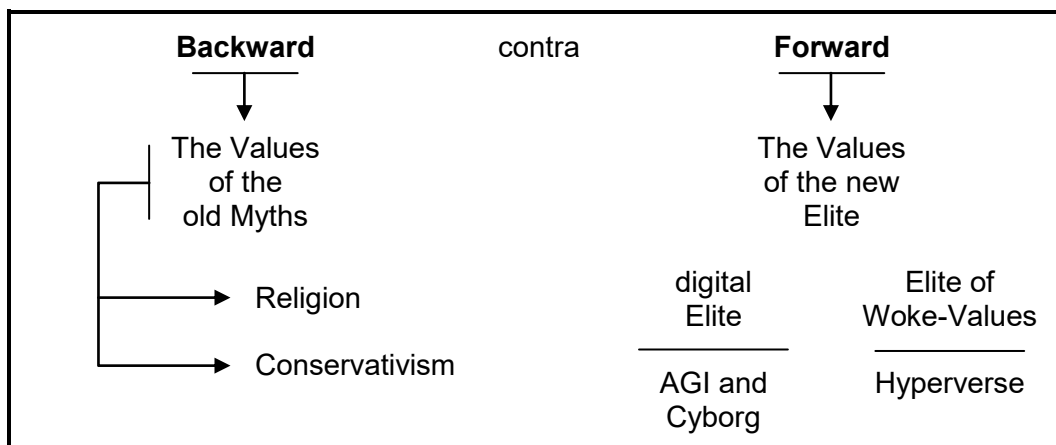 Backward contra Forward
The Values
of the
old Myths
Religion
Conservativism
The Values
of the new
Elite
digital
Elite
AGI and
Cyborg
Elite of
Woke-Values
Hyperverse